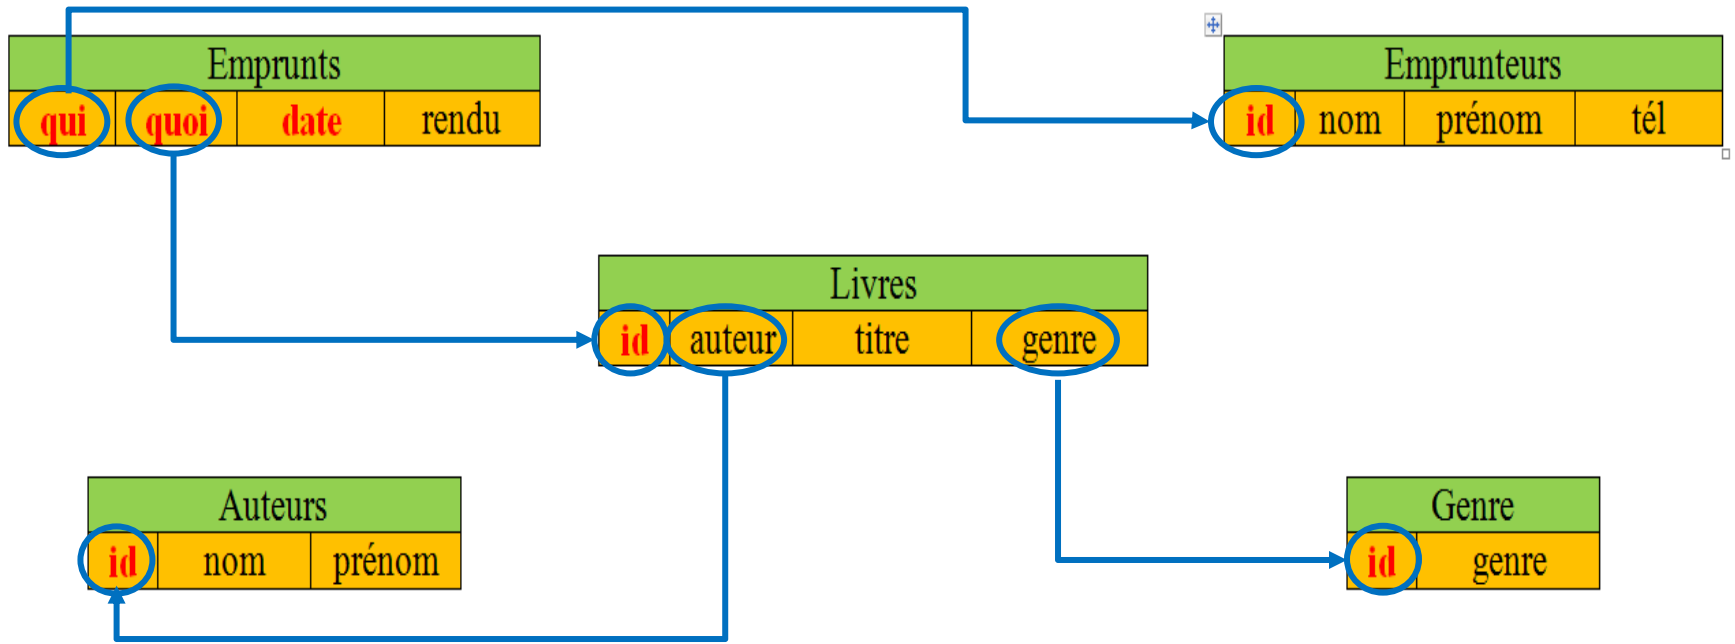 Emprunts
qui quoi date rendu
Emprunteurs
id nom prénom tél
Livres
id auteur titre genre
Auteurs
id nom prénom
Genre
id genre